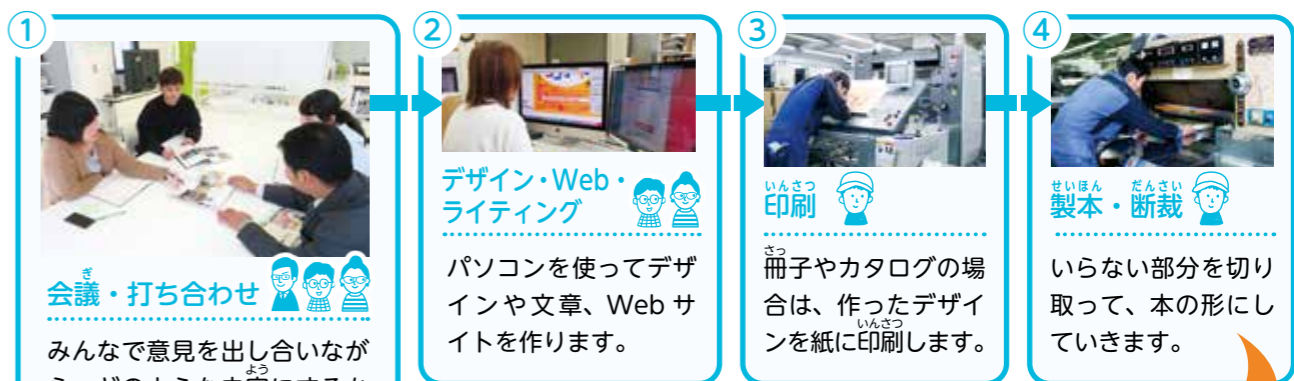 ①
会議・打ち合わせ
みんなで意見を出し合いなが
②
デザイン・Web・
ライティング
パソコンを使ってデザ
インや文章、Web サ
イトを作ります。
③
印刷
冊子やカタログの場
合は、作ったデザイ
ンを紙に印刷します。
④
製本・断裁
いらない部分を切り
取って、本の形にし
ていきます。